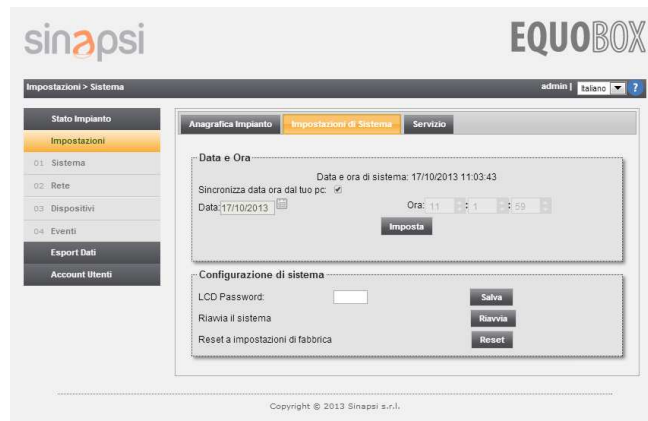 sinapsi
EQUOBOX
Impostazioni > Sistema
admin | Italiano ?
Stato Impianto
Impostazioni
01 Sistema
02 Rete
03 Dispositivi
04 Eventi
Esport Dati
Account Utenti
Anagrafica Impianto Impostazioni di Sistema Servizio
Data e Ora
Data e ora di sistema: 17/10/2013 11:03:43
Sincronizza data ora dal tuo pc:
Data: 17/10/2013 Ora: 11 : 1 : 59
Imposta
Configurazione di sistema
LCD Password: Salva
Riavvia il sistema Riavvia
Reset a impostazioni di fabbrica Reset
Copyright © 2013 Sinapsi s.r.l.